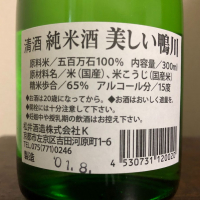 清酒 純米酒 美しい鴨川
原料米／五百万石100% 内容量／300ml
原材料名／米（国産）、米こうじ（国産米）
精米歩合／65% アルコール分／15度
●お酒は20歳になってから。●お酒はおいしく適量を。
●妊娠中や授乳期の飲酒はお控え下さい。
松井酒造株式会社K
京都市左京区吉田河原町1-6
TEL.075(771)0246
製造 '01.8.
4 530731 120020